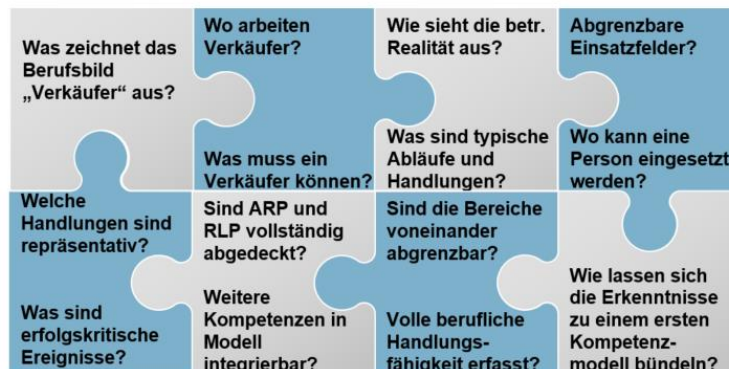 Was zeichnet das
Berufsbild
„Verkäufer“ aus?
Wo arbeiten
Verkäufer?
Was muss ein
Verkäufer können?
Wie sieht die betr.
Realität aus?
Was sind typische
Abläufe und
Handlungen?
Abgrenzbare
Einsatzfelder?
Wo kann eine
Person eingesetzt
werden?
Welche
Handlungen sind
repräsentativ?
Was sind
erfolgskritische
Ereignisse?
Sind ARP und
RLP vollständig
abgedeckt?
Weitere
Kompetenzen in
Modell
integrierbar?
Sind die Bereiche
voneinander
abgrenzbar?
Volle berufliche
Handlungs-
fähigkeit erfasst?
Wie lassen sich
die Erkenntnisse
zu einem ersten
Kompetenz-
modell bündeln?